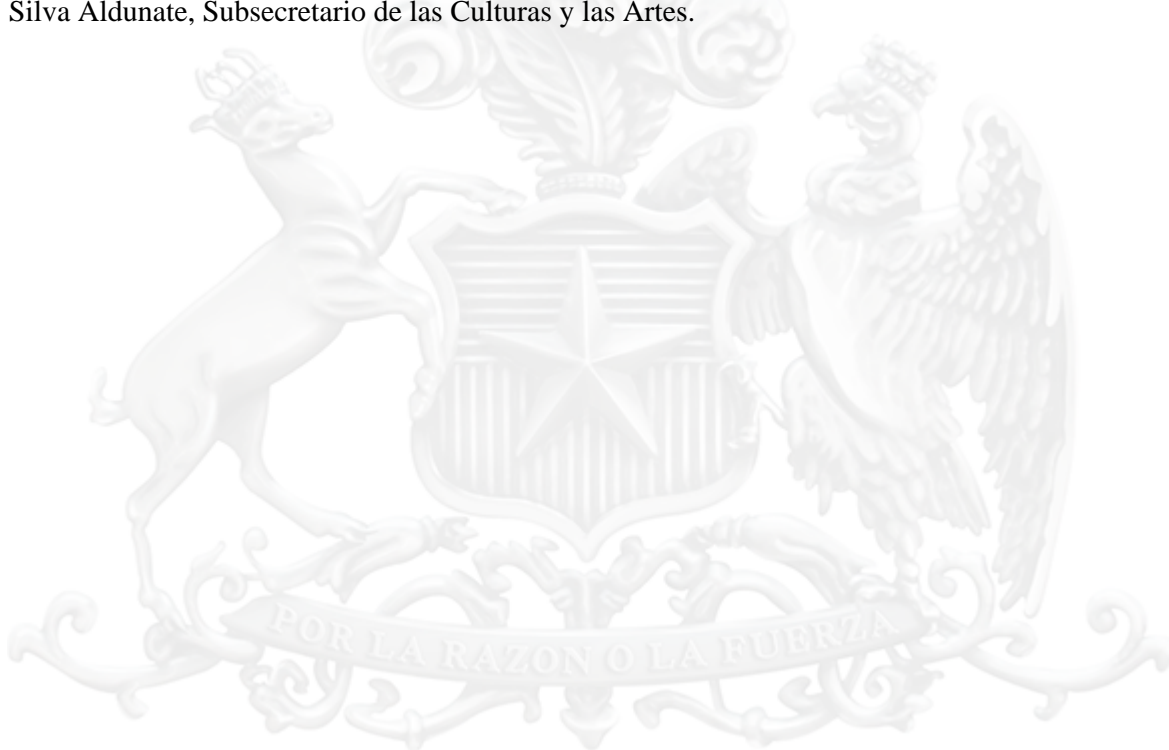 Silva Aldunate, Subsecretario de las Culturas y las Artes.
POR LA RAZON O LA FUERZA